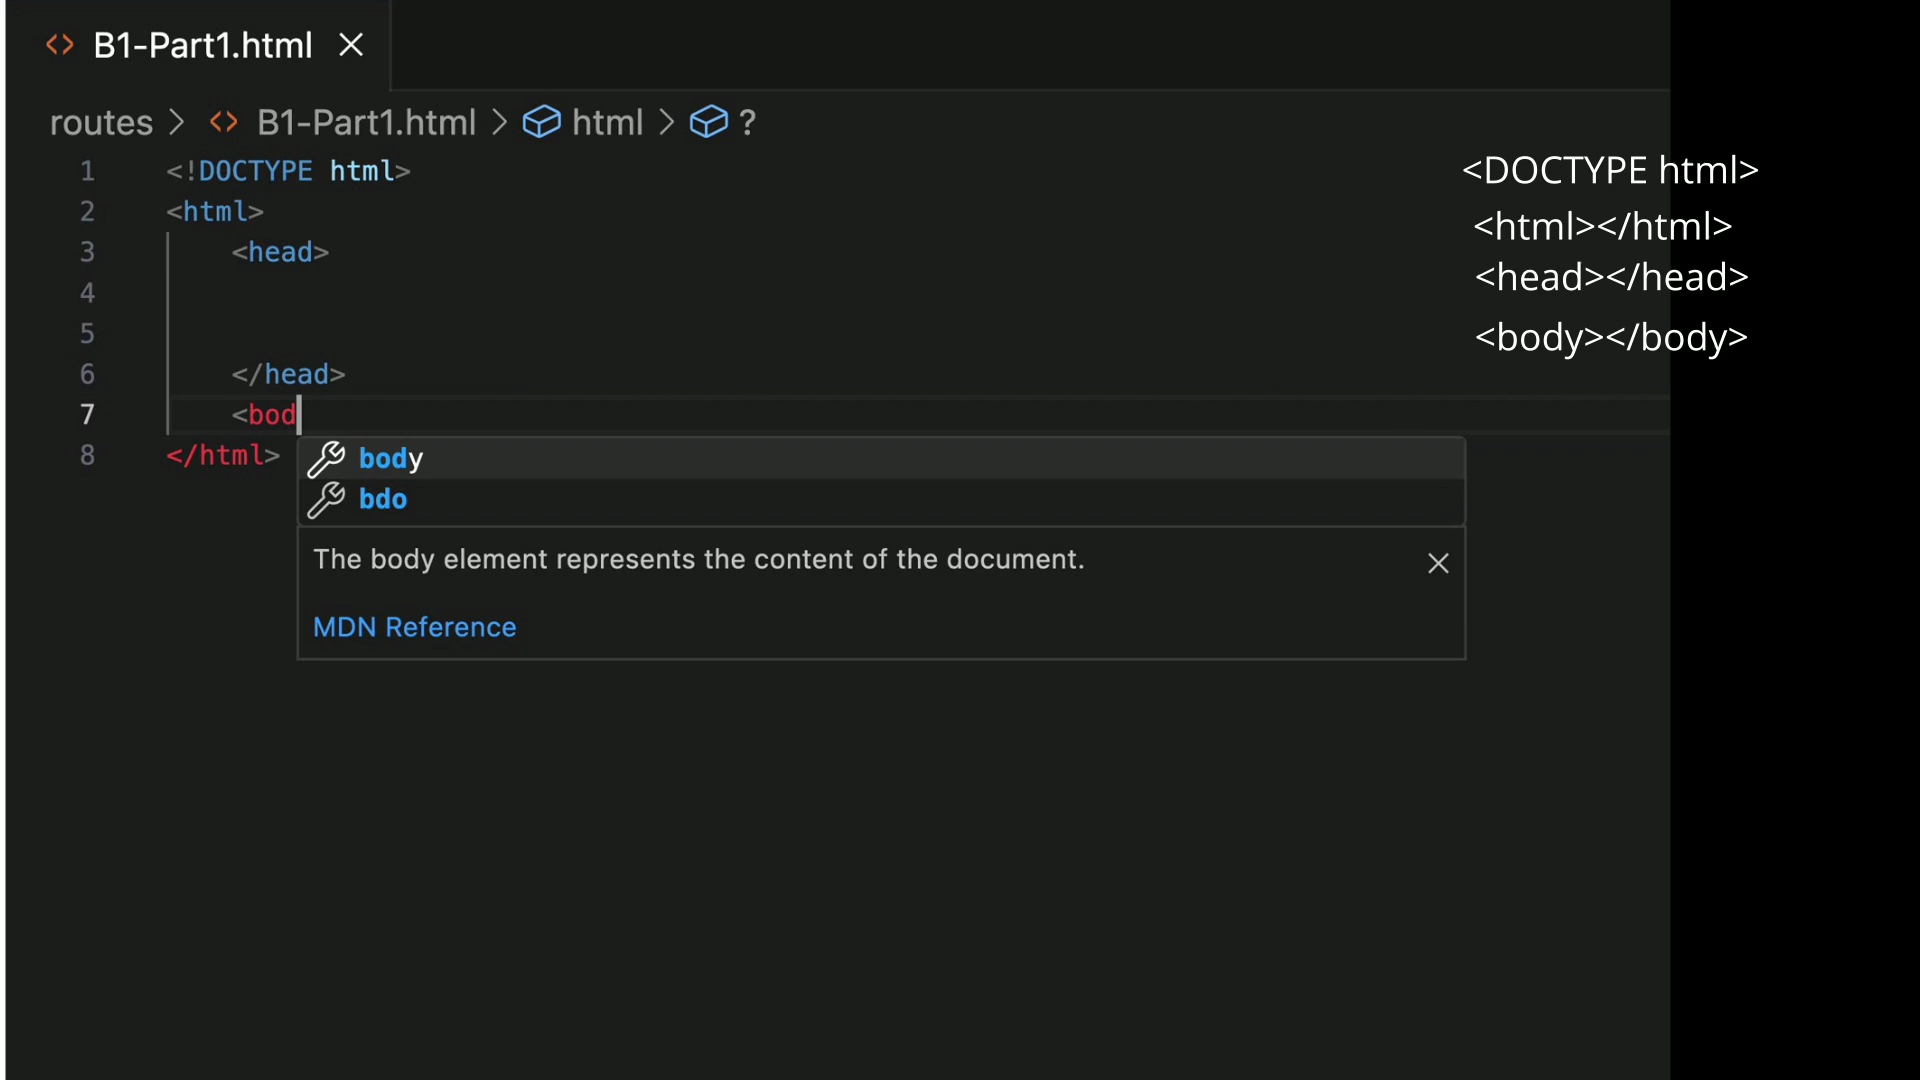 B1-Part1.html
routes > B1-Part1.html > html > ?
1 <!DOCTYPE html>
2 <html>
3 <head>
4
5
6 </head>
7 <bod
8 </html>
body
bdo
The body element represents the content of the document.
MDN Reference
<DOCTYPE html>
<html></html>
<head></head>
<body></body>